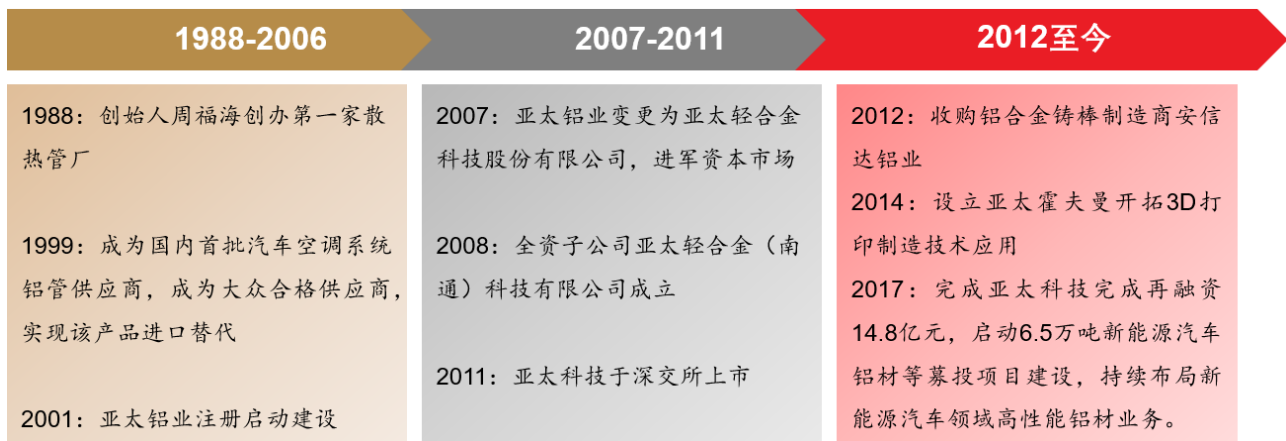 1988-2006
2007-2011
2012至今
1988：创始人周福海创办第一家散
热管厂
1999：成为国内首批汽车空调系统
铝管供应商，成为大众合格供应商，
实现该产品进口替代
2001：亚太铝业注册启动建设
2007：亚太铝业变更为亚太轻合金
科技股份有限公司，进军资本市场
2008：全资子公司亚太轻合金（南
通）科技有限公司成立
2011：亚太科技于深交所上市
2012：收购铝合金铸棒制造商安信
达铝业
2014：设立亚太霍夫曼开拓3D打
印制造技术应用
2017：完成亚太科技完成再融资
14.8亿元，启动6.5万吨新能源汽车
铝材等募投项目建设，持续布局新
能源汽车领域高性能铝材业务。